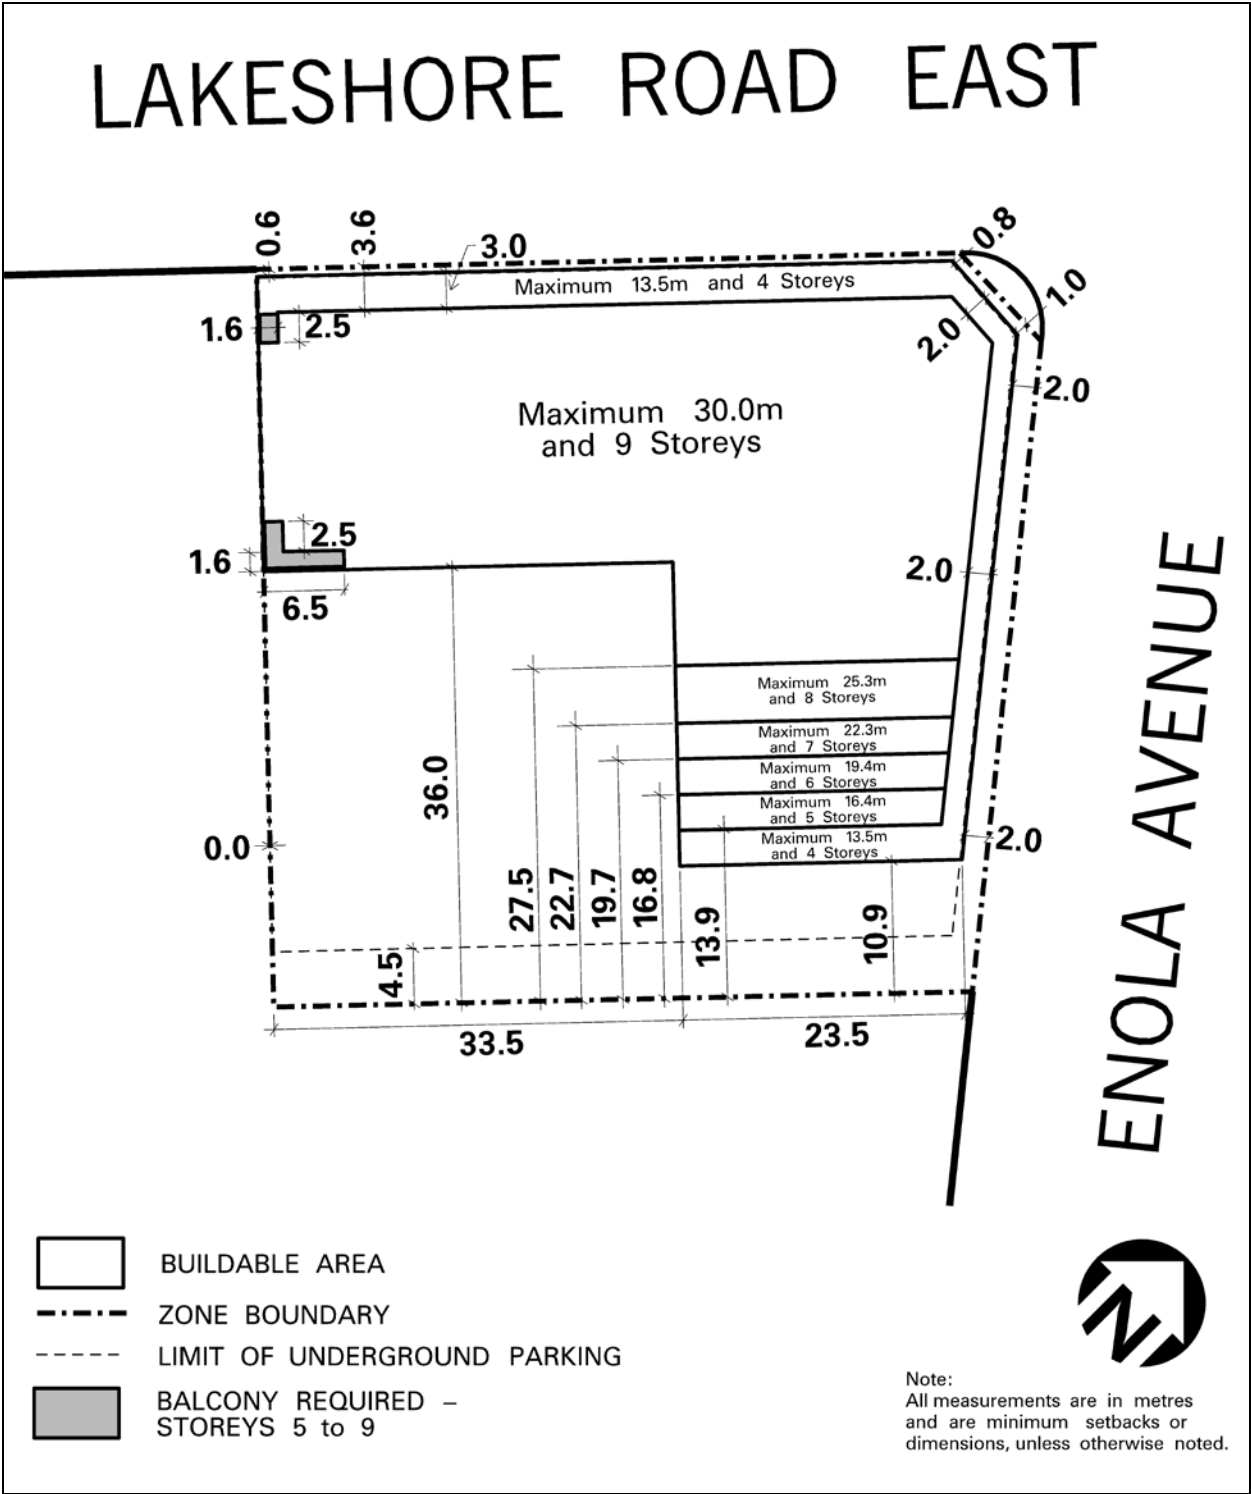 LAKESHORE ROAD EAST
0.6
3.6
3.0
0.8
Maximum 13.5m and 4 Storeys
1.0
1.6
2.5
2.0
2.0
Maximum 30.0m
and 9 Storeys
2.5
1.6
6.5
2.0
ENOLA AVENUE
Maximum 25.3m
and 8 Storeys
Maximum 22.3m
and 7 Storeys
Maximum 19.4m
and 6 Storeys
Maximum 16.4m
and 5 Storeys
Maximum 13.5m
and 4 Storeys
36.0
0.0
2.0
27.5
22.7
19.7
16.8
13.9
10.9
4.5
33.5
23.5
BUILDABLE AREA
ZONE BOUNDARY
LIMIT OF UNDERGROUND PARKING
BALCONY REQUIRED –
STOREYS 5 to 9
N
Note:
All measurements are in metres
and are minimum setbacks or
dimensions, unless otherwise noted.